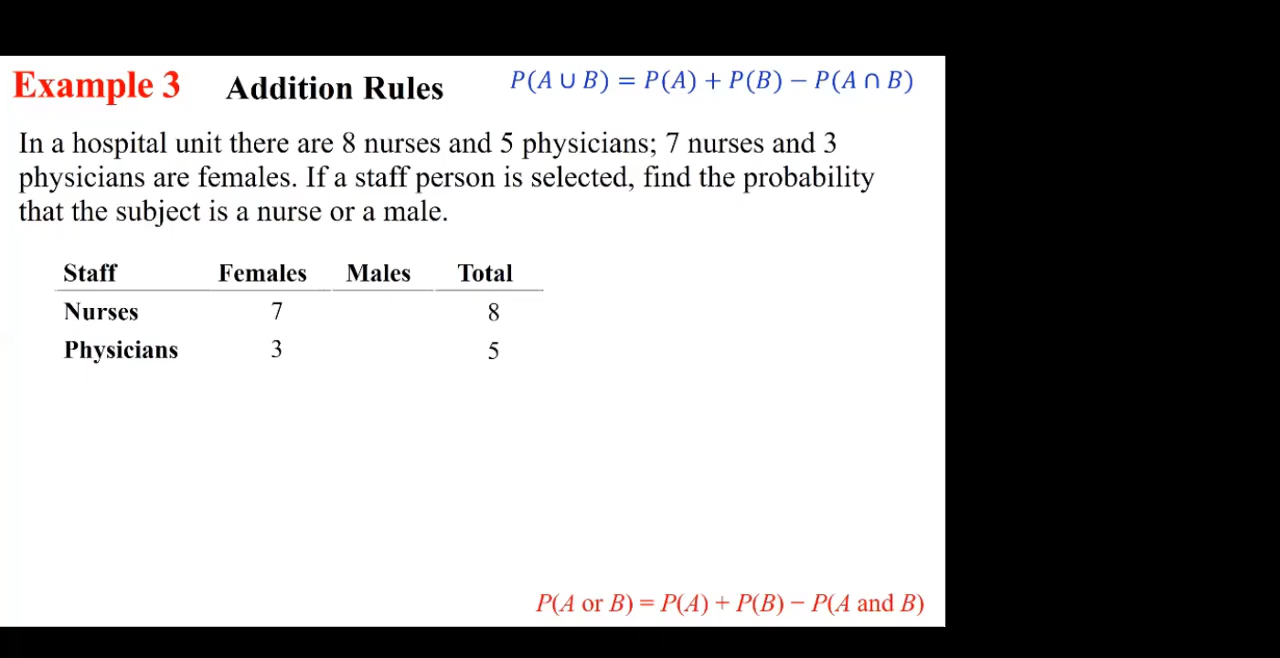 Example 3 Addition Rules P(A ∪ B) = P(A) + P(B) − P(A ∩ B)
In a hospital unit there are 8 nurses and 5 physicians; 7 nurses and 3
physicians are females. If a staff person is selected, find the probability
that the subject is a nurse or a male.
Staff Females Males Total
Nurses 7 8
Physicians 3 5
P(A or B) = P(A) + P(B) − P(A and B)